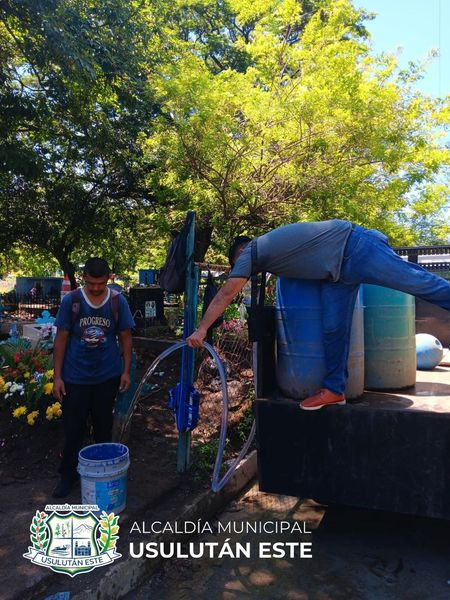 PROGRESO
ALCALDÍA MUNICIPAL
USULUTÁN ESTE
ALCALDÍA MUNICIPAL
USULUTÁN ESTE